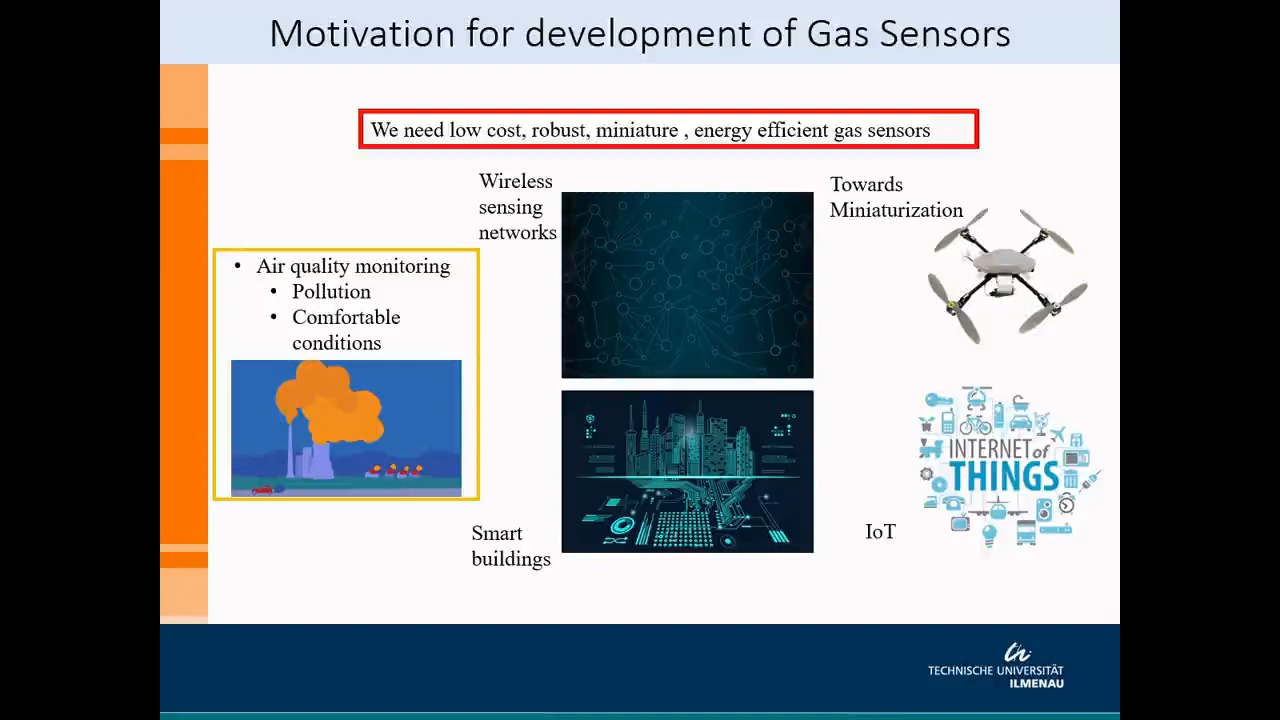 Motivation for development of Gas Sensors
We need low cost, robust, miniature , energy efficient gas sensors
Wireless
sensing
networks
Towards
Miniaturization
• Air quality monitoring
• Pollution
• Comfortable
conditions
INTERNET of
THINGS
Smart
buildings
IoT
th
TECHNISCHE UNIVERSITÄT
ILMENAU